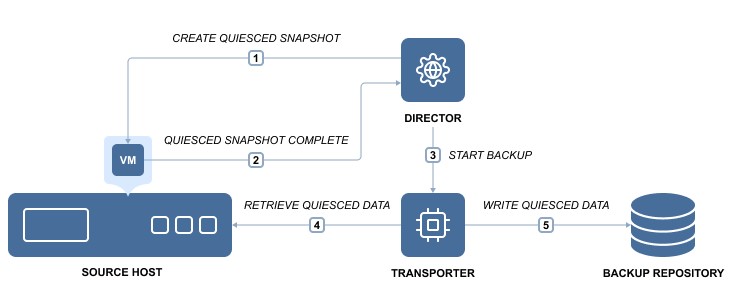 CREATE QUIESCED SNAPSHOT
1
DIRECTOR
QUIESCED SNAPSHOT COMPLETE
VM
2
3
START BACKUP
RETRIEVE QUIESCED DATA
WRITE QUIESCED DATA
4
5
SOURCE HOST
TRANSPORTER
BACKUP REPOSITORY